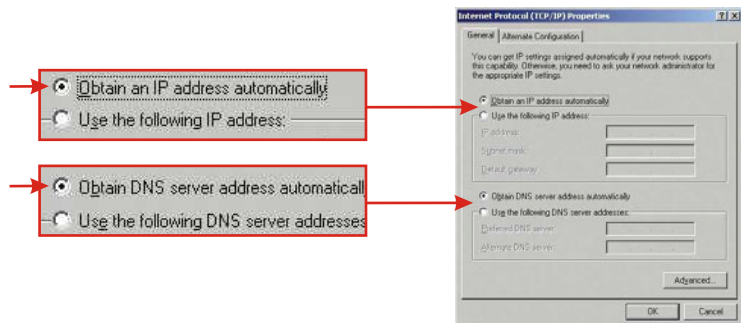 Obtain an IP address automatically
Use the following IP address:
Obtain DNS server address automaticall
Use the following DNS server addresses
Internet Protocol (TCP/IP) Properties
General
Alternate Configuration
You can get IP settings assigned automatically if your network supports
this capability. Otherwise, you need to ask your network administrator for
the appropriate IP settings.
Obtain an IP address automatically
Use the following IP address:
IP address:
Subnet mask:
Default gateway:
Obtain DNS server address automatically
Use the following DNS server addresses:
Preferred DNS server:
Alternate DNS server:
Advanced...
OK Cancel